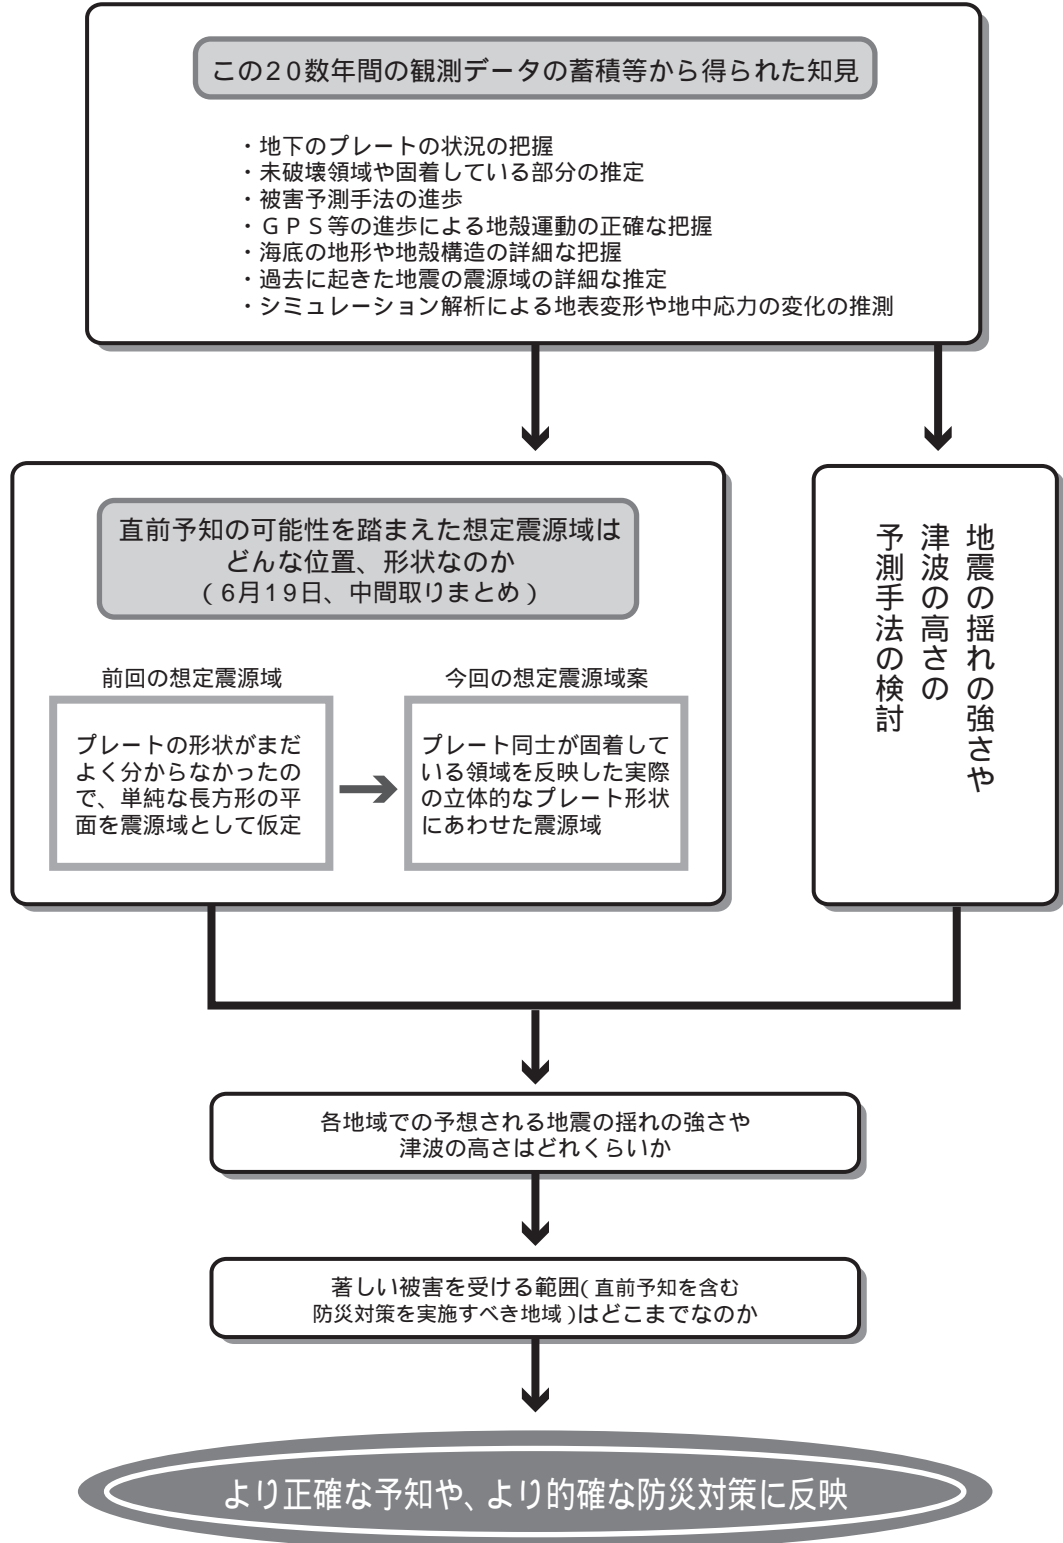 この20数年間の観測データの蓄積等から得られた知見
・地下のプレートの状況の把握
・未破壊領域や固着している部分の推定
・被害予測手法の進歩
・ＧＰＳ等の進歩による地殻運動の正確な把握
・海底の地形や地殻構造の詳細な把握
・過去に起きた地震の震源域の詳細な推定
・シミュレーション解析による地表変形や地中応力の変化の推測
直前予知の可能性を踏まえた想定震源域は
どんな位置、形状なのか
（6月19日、中間取りまとめ）
前回の想定震源域
プレートの形状がまだ
よく分からなかったの
で、単純な長方形の平
面を震源域として仮定
今回の想定震源域案
プレート同士が固着して
いる領域を反映した実際
の立体的なプレート形状
にあわせた震源域
地震の揺れの強さや
津波の高さの
予測手法の検討
各地域での予想される地震の揺れの強さや
津波の高さはどれくらいか
著しい被害を受ける範囲(直前予知を含む
防災対策を実施すべき地域)はどこまでなのか
より正確な予知や、より的確な防災対策に反映